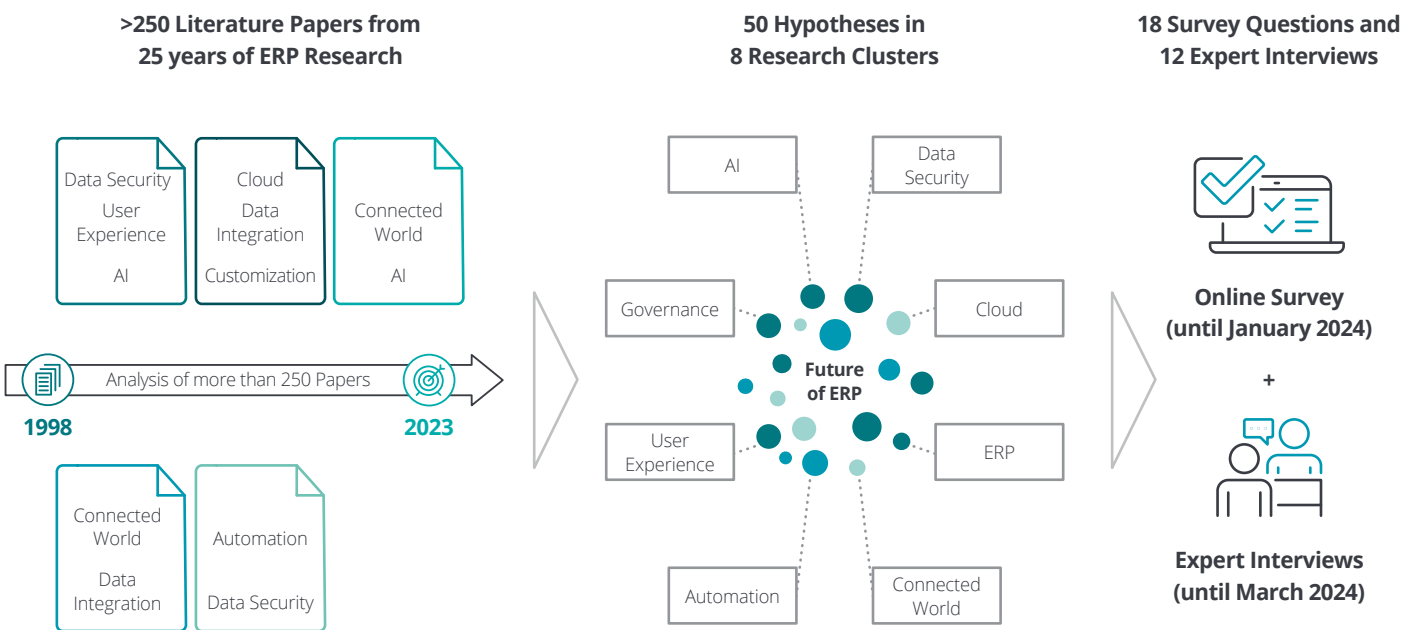 >250 Literature Papers from
25 years of ERP Research
Data Security
User
Experience
AI
Cloud
Data
Integration
Customization
Connected
World
AI
Analysis of more than 250 Papers
1998
2023
Connected
World
Data
Integration
Automation
Data Security
50 Hypotheses in
8 Research Clusters
AI
Data
Security
Governance
Cloud
Future
of ERP
User
Experience
ERP
Automation
Connected
World
18 Survey Questions and
12 Expert Interviews
Online Survey
(until January 2024)
+
Expert Interviews
(until March 2024)